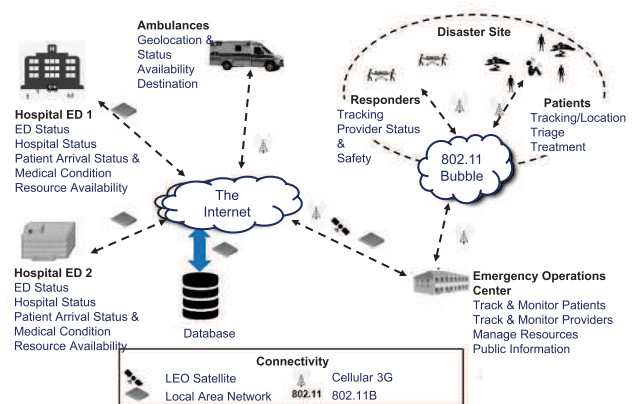 Ambulances
Geolocation &
Status
Availability
Destination
Disaster Site
H
Hospital ED 1
ED Status
Hospital Status
Patient Arrival Status &
Medical Condition
Resource Availability
Responders
Tracking
Provider Status
&
Safety
Patients
Tracking/Location
Triage
Treatment
802.11
Bubble
The
Internet
Hospital ED 2
ED Status
Hospital Status
Patient Arrival Status &
Medical Condition
Resource Availability
Database
Emergency Operations
Center
Track & Monitor Patients
Track & Monitor Providers
Manage Resources
Public Information
Connectivity
LEO Satellite
Cellular 3G
Local Area Network
802.11 802.11B